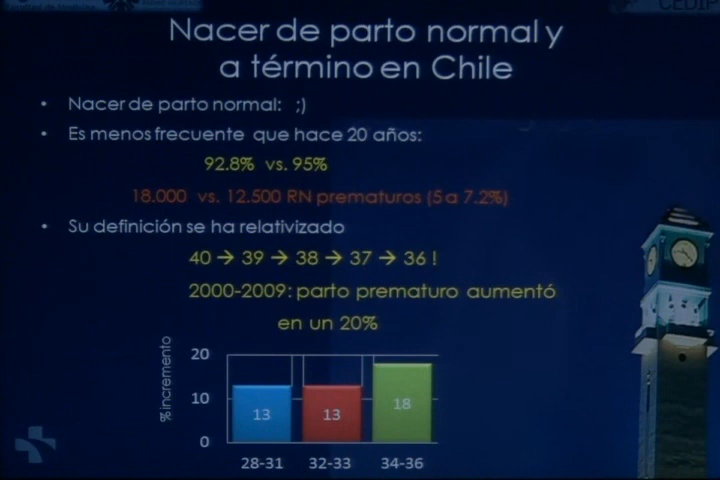 CEDIP
Nacer de parto normal y
a término en Chile
• Nacer de parto normal: ;)
• Es menos frecuente que hace 20 años:
92.8% vs. 95%
18.000 vs. 12.500 RN prematuros (5 a 7.2%)
• Su definición se ha relativizado
40 → 39 → 38 → 37 → 36 !
2000-2009: parto prematuro aumentó
en un 20%
% incremento
20
10
0
13
13
18
28-31
32-33
34-36